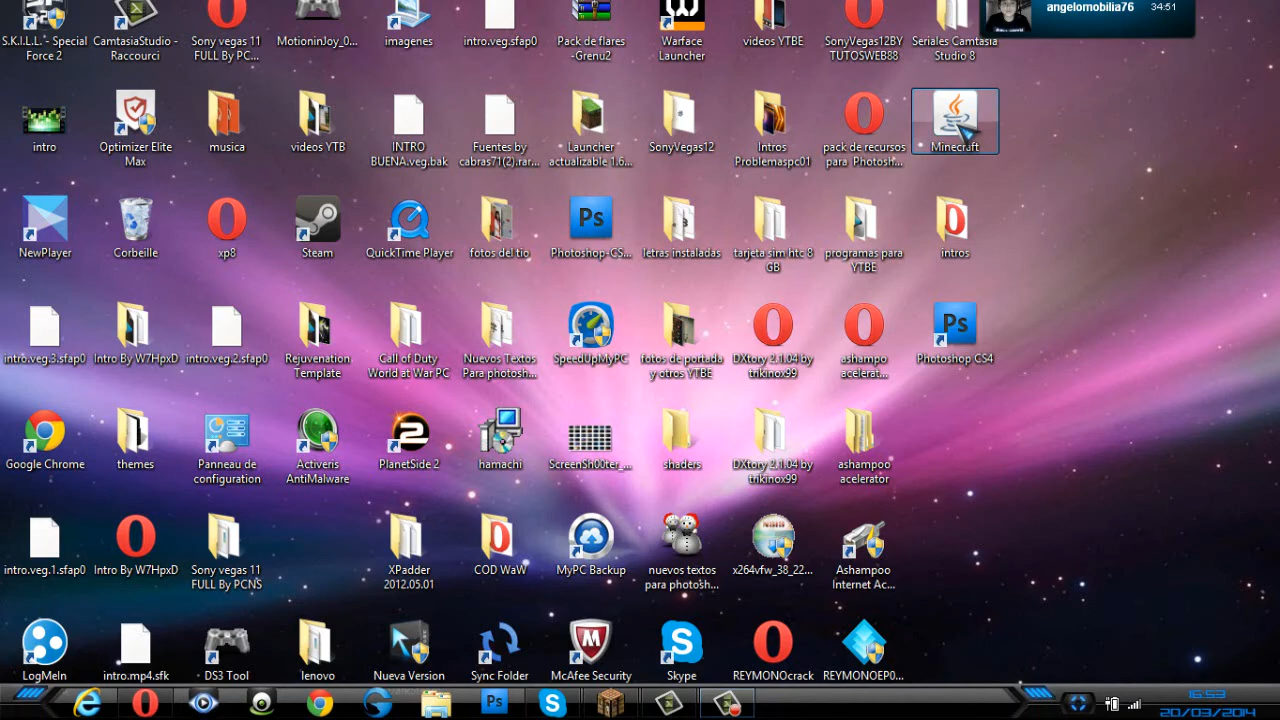 angelomobilia76 34:51
S.K.I.L.L. - Special
Force 2
CamtasiaStudio -
Raccourci
Sony vegas 11
FULL By PC...
MotioninJoy_0...
imagenes
intro.veg.sfap0
Pack de flares
-Grenu2
Warface
Launcher
videos YTBE
SonyVegas12BY
TUTOSWEB88
Seriales Camtasia
Studio 8
intro
Optimizer Elite
Max
musica
videos YTB
INTRO
BUENA.veg.bak
Fuentes by
cabras71(2).rar...
Launcher
actualizable 1.6...
SonyVegas12
Intros
Problemaspc01
pack de recursos
para Photosh...
Minecraft
NewPlayer
Corbeille
xp8
Steam
QuickTime Player
fotos del tio
Photoshop-CS...
letras instaladas
tarjeta sim htc 8
GB
programas para
YTBE
intros
intro.veg.3.sfap0
Intro By W7HpxD
intro.veg.2.sfap0
Rejuvenation
Template
Call of Duty
World at War PC
Nuevos Textos
Para photosh...
SpeedUpMyPC
fotos de portada
y otros YTBE
DXtory 2.1.04 by
trikinox99
ashampo
acelerat...
Photoshop CS4
Google Chrome
themes
Panneau de
configuration
Activeris
AntiMalware
PlanetSide 2
hamachi
ScreenSh00ter_...
shaders
DXtory 2.1.04 by
trikinox99
ashampoo
acelerator
intro.veg.1.sfap0
Intro By W7HpxD
Sony vegas 11
FULL By PCNS
XPadder
2012.05.01
COD WaW
MyPC Backup
nuevos textos
para photosh...
x264vfw_38_22...
Ashampoo
Internet Ac...
LogMeIn
intro.mp4.sfk
DS3 Tool
lenovo
Nueva Version
Sync Folder
McAfee Security
Skype
REYMONOcrack
REYMONOEP0...
16:53
20/03/2014